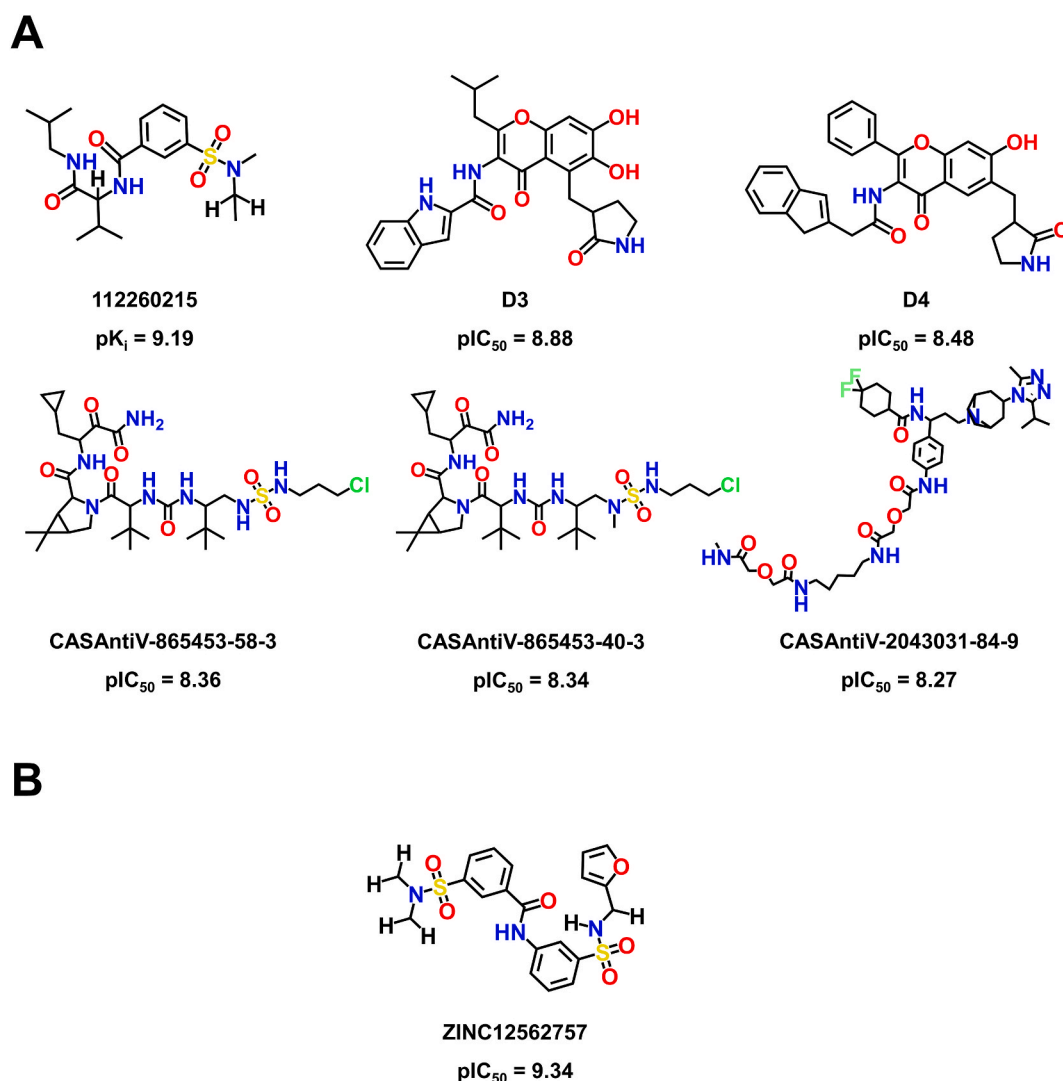 A
112260215
pKi = 9.19
D3
pIC50 = 8.88
D4
pIC50 = 8.48
CASAntiV-865453-58-3
pIC50 = 8.36
CASAntiV-865453-40-3
pIC50 = 8.34
CASAntiV-2043031-84-9
pIC50 = 8.27
B
ZINC12562757
pIC50 = 9.34